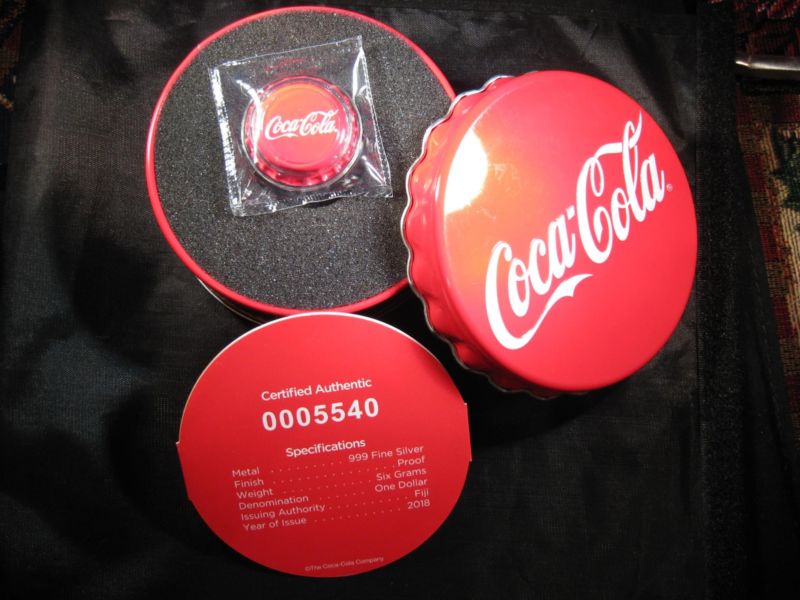 Coca-Cola
Coca-Cola®
Certified Authentic
0005540
Specifications
Metal . . . . . . . . . . 999 Fine Silver
Finish . . . . . . . . . . . . . . . . . Proof
Weight . . . . . . . . . . . . . Six Grams
Denomination . . . . . . . . One Dollar
Issuing Authority . . . . . . . . . . . Fiji
Year of Issue . . . . . . . . . . . . 2018
©The Coca-Cola Company